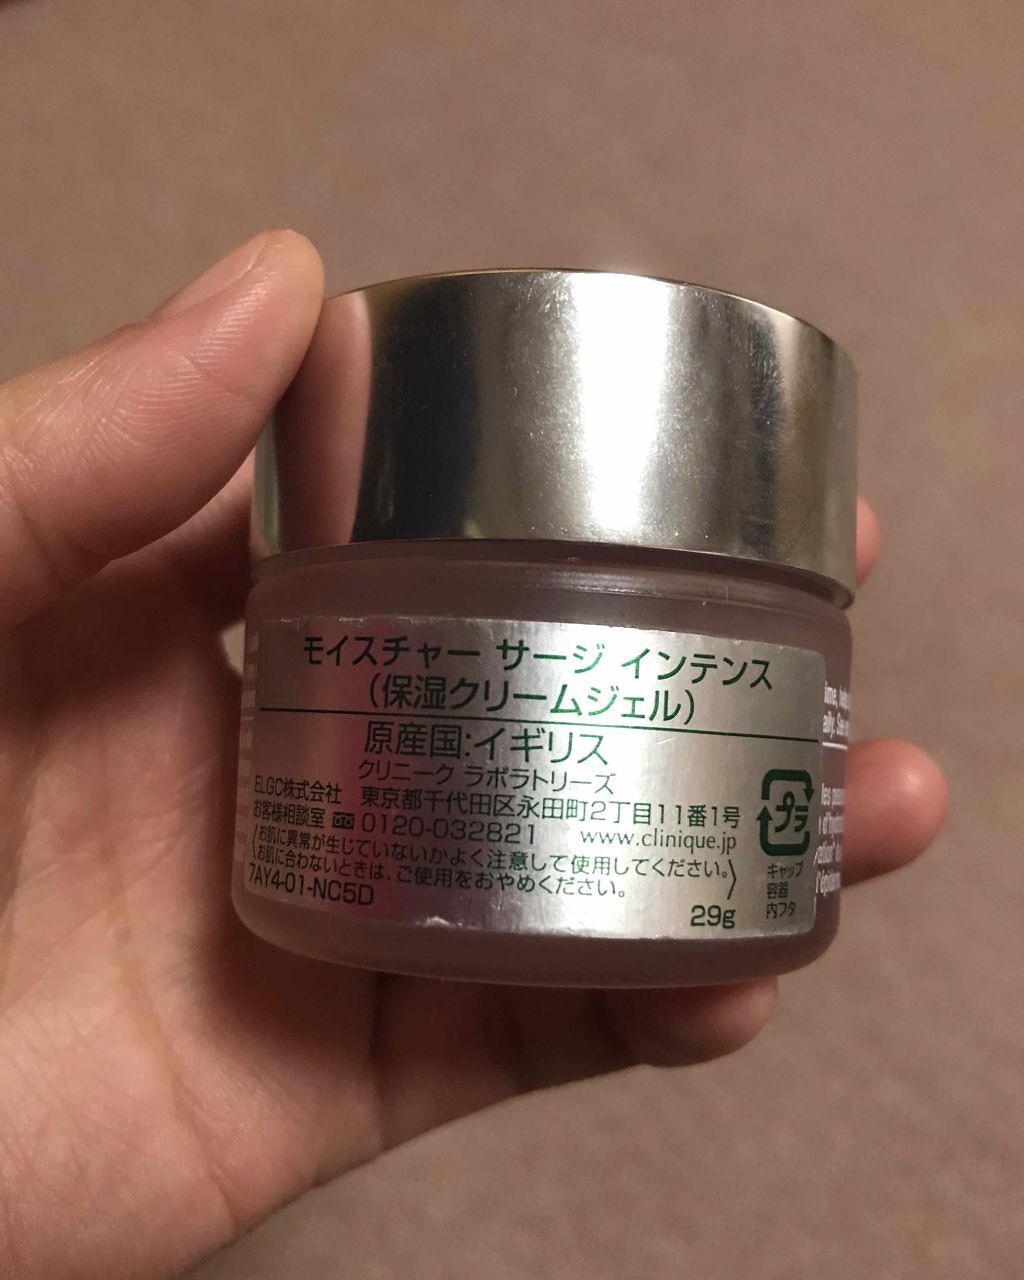 モイスチャー サージ インテンス
(保湿クリームジェル)
原産国:イギリス
クリニーク ラボラトリーズ
ELGC株式会社
東京都千代田区永田町2丁目11番1号
お客様相談室 0120-032821 www.clinique.jp
お肌に異常が生じていないかよく注意して使用してください。
お肌に合わないときは、ご使用をおやめください。
7AY4-01-NC5D
29g
プラ
キャップ
容器
内フタ